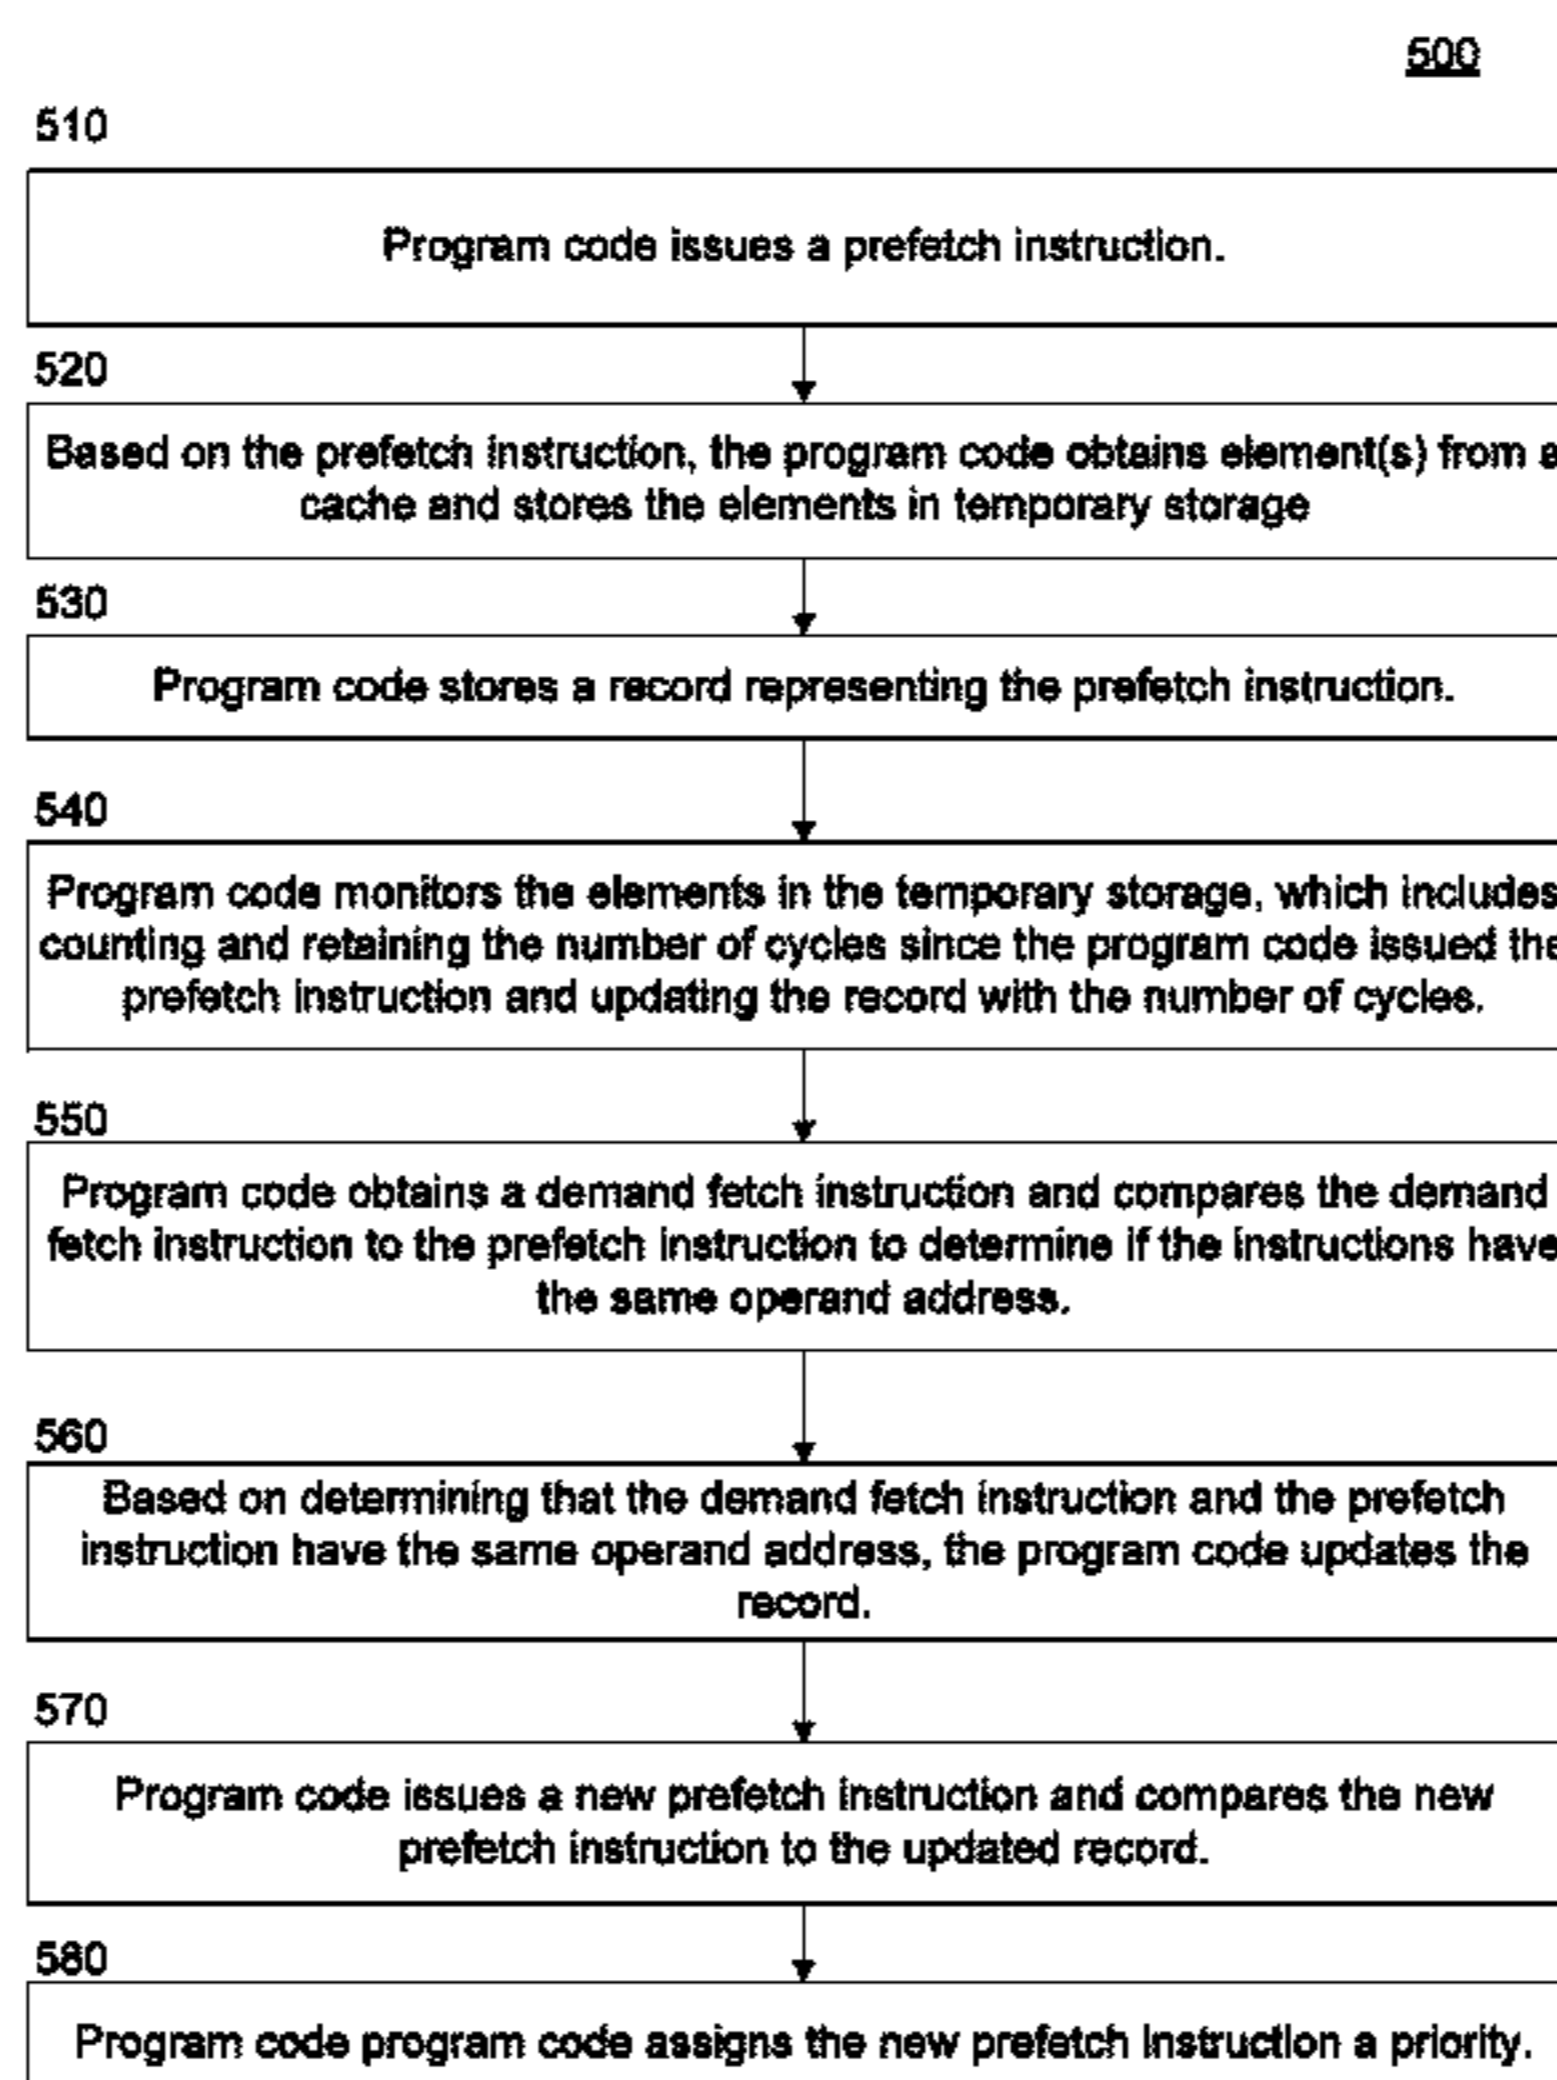 500
510
Program code issues a prefetch instruction.
520
Based on the prefetch instruction, the program code obtains element(s) from a
cache and stores the elements in temporary storage
530
Program code stores a record representing the prefetch instruction.
540
Program code monitors the elements in the temporary storage, which includes
counting and retaining the number of cycles since the program code issued the
prefetch instruction and updating the record with the number of cycles.
550
Program code obtains a demand fetch instruction and compares the demand
fetch instruction to the prefetch instruction to determine if the instructions have
the same operand address.
560
Based on determining that the demand fetch instruction and the prefetch
instruction have the same operand address, the program code updates the
record.
570
Program code issues a new prefetch instruction and compares the new
prefetch instruction to the updated record.
580
Program code program code assigns the new prefetch instruction a priority.